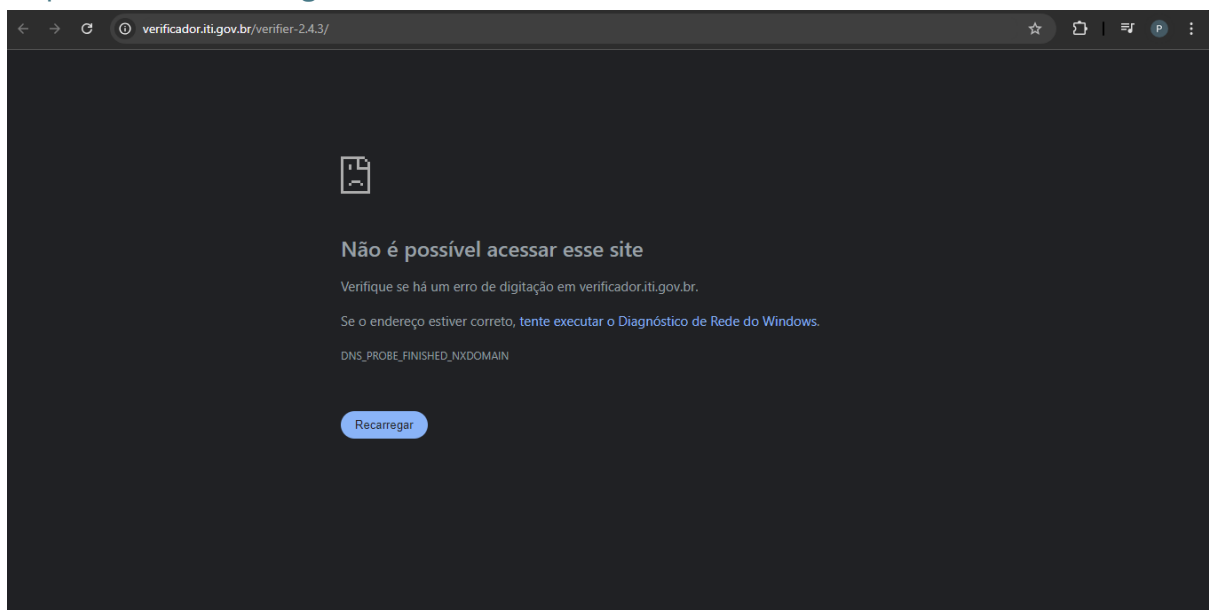 verificador.iti.gov.br/verifier-2.4.3/
P
Não é possível acessar esse site
Verifique se há um erro de digitação em verificador.iti.gov.br.
Se o endereço estiver correto, tente executar o Diagnóstico de Rede do Windows.
DNS_PROBE_FINISHED_NXDOMAIN
Recarregar